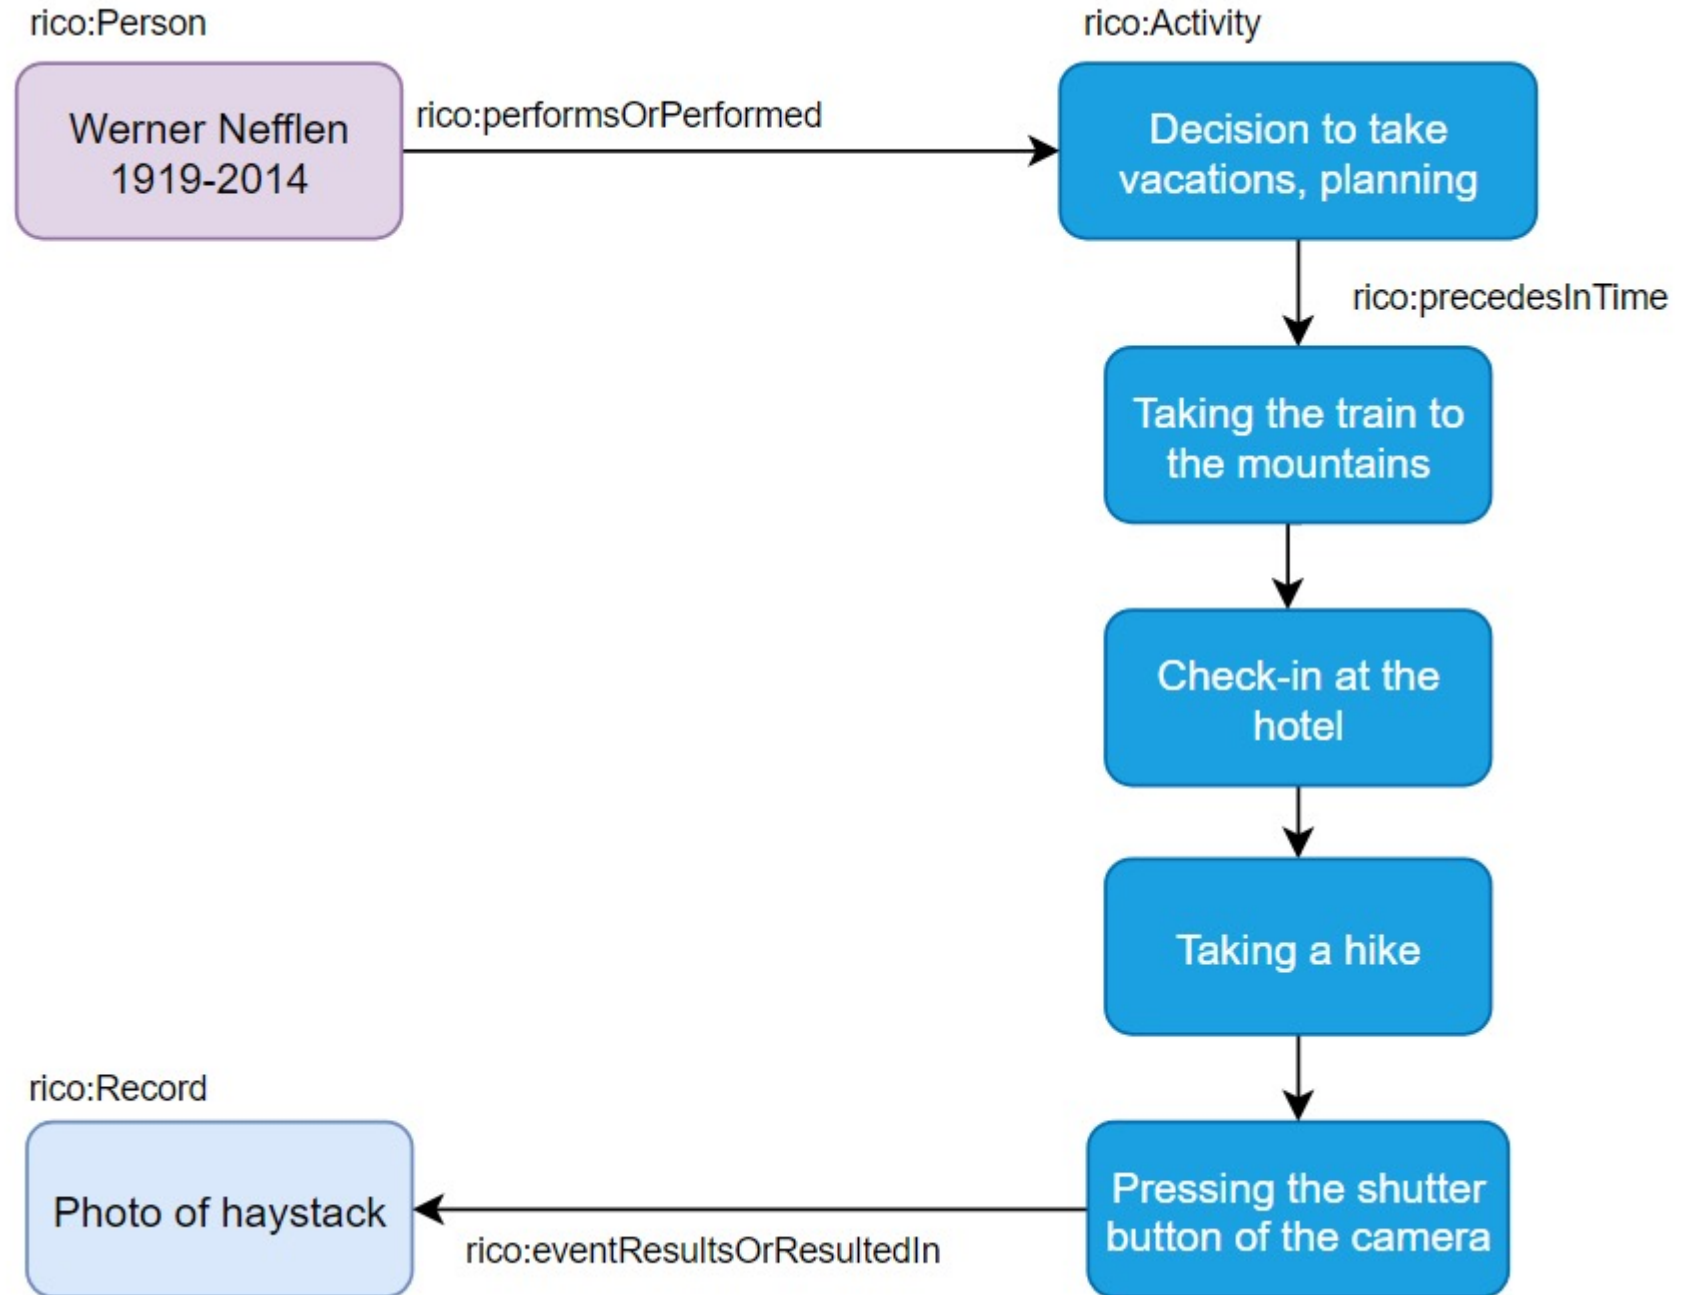 rico:Person
rico:Activity
Werner Nefflen
1919-2014
rico:performsOrPerformed
Decision to take
vacations, planning
rico:precedesInTime
Taking the train to
the mountains
Check-in at the
hotel
Taking a hike
rico:Record
Photo of haystack
Pressing the shutter
button of the camera
rico:eventResultsOrResultedIn